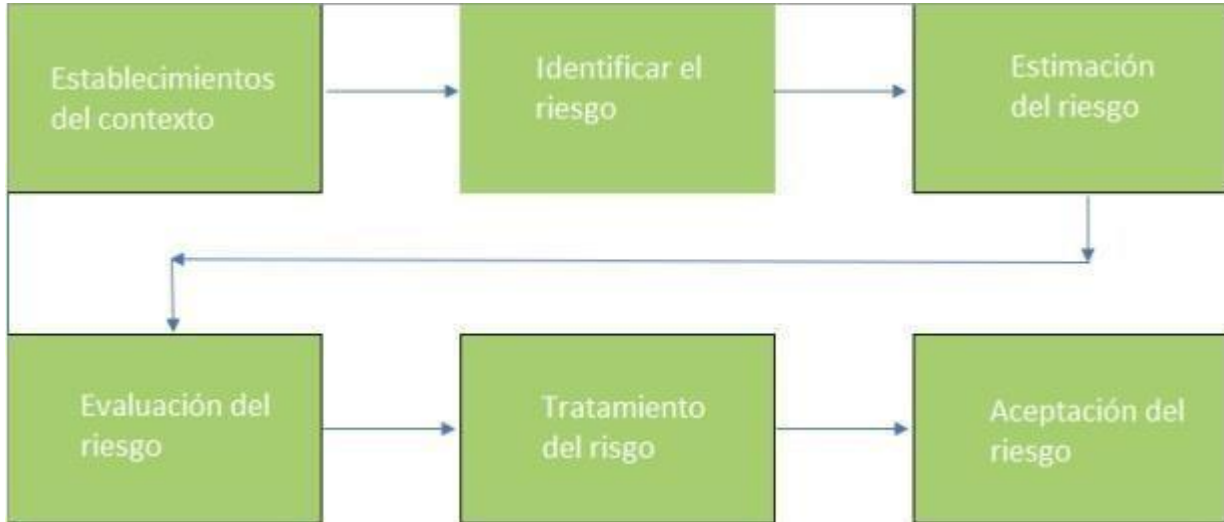 Establecimientos
del contexto
Identificar el
riesgo
Estimación
del riesgo
Evaluación del
riesgo
Tratamiento
del risgo
Aceptación del
riesgo